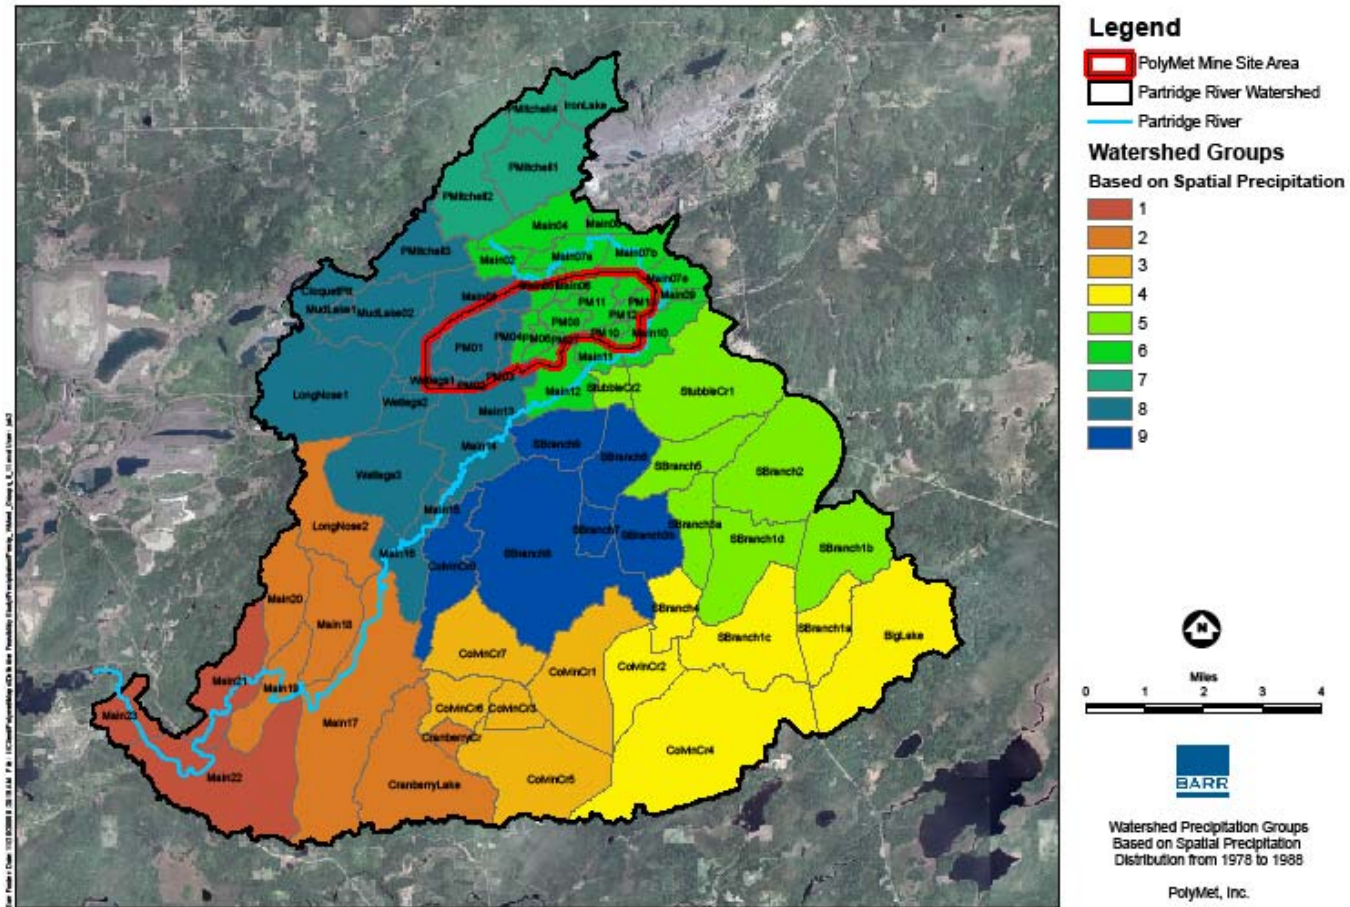 Legend
PolyMet Mine Site Area
Partridge River Watershed
Partridge River
Watershed Groups
Based on Spatial Precipitation
1
2
3
4
5
6
7
8
9
N
Miles
0 1 2 3 4
BARR
Watershed Precipitation Groups
Based on Spatial Precipitation
Distribution from 1978 to 1988
PolyMet, Inc.
PMitchell4
IronLake
PMitchell1
PMitchell2
Main04
PMitchell3
Main02
Main07a
Main07b
Main07e
Main09
CloquetPit
MudLake1
MudLake02
Main06
PM11
PM12
PM08
PM10
Main10
PM01
PM04
PM06
Main11
Wetlegs1
PM03
LongNose1
Wetlegs2
Main12
StubbleCr2
StubbleCr1
Main13
Main14
SBranch9
SBranch6
SBranch5
SBranch2
Wetlegs3
Main15
SBranch7
SBranch8
SBranch3a
SBranch1d
SBranch1b
LongNose2
Main16
Main20
Main18
SBranch4
SBranch1c
SBranch1a
BigLake
ColvinCr7
ColvinCr1
ColvinCr2
Main21
Main19
Main17
ColvinCr6
ColvinCr3
Main23
CranberryCr
ColvinCr4
Main22
CranberryLake
ColvinCr5